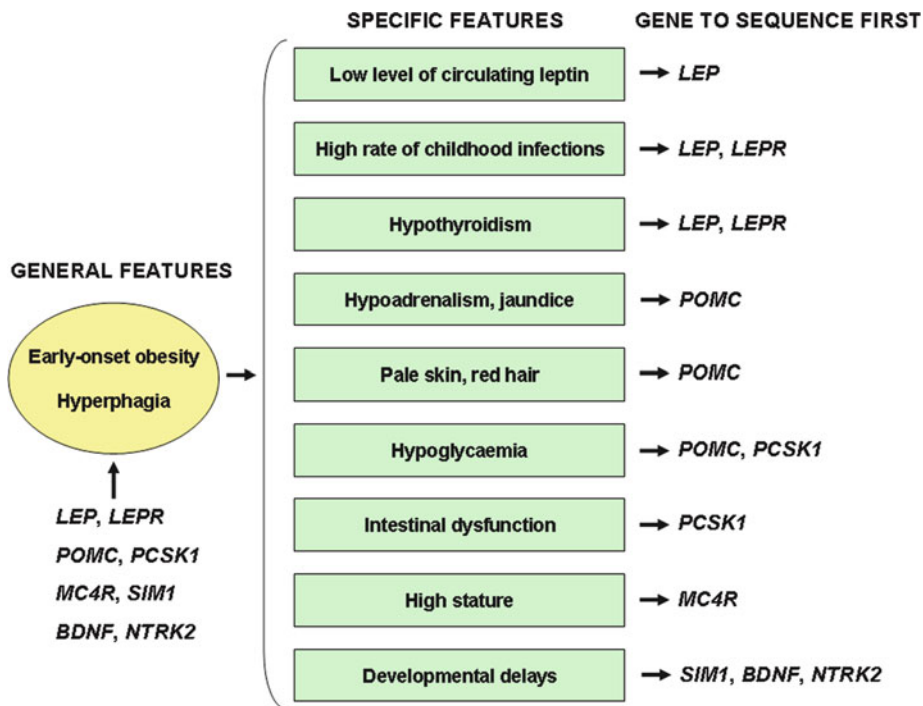 SPECIFIC FEATURES
GENE TO SEQUENCE FIRST
Low level of circulating leptin
LEP
High rate of childhood infections
LEP, LEPR
Hypothyroidism
LEP, LEPR
GENERAL FEATURES
Hypoadrenalism, jaundice
POMC
Early-onset obesity
Hyperphagia
Pale skin, red hair
POMC
Hypoglycaemia
POMC, PCSK1
LEP, LEPR
POMC, PCSK1
MC4R, SIM1
BDNF, NTRK2
Intestinal dysfunction
PCSK1
High stature
MC4R
Developmental delays
SIM1, BDNF, NTRK2